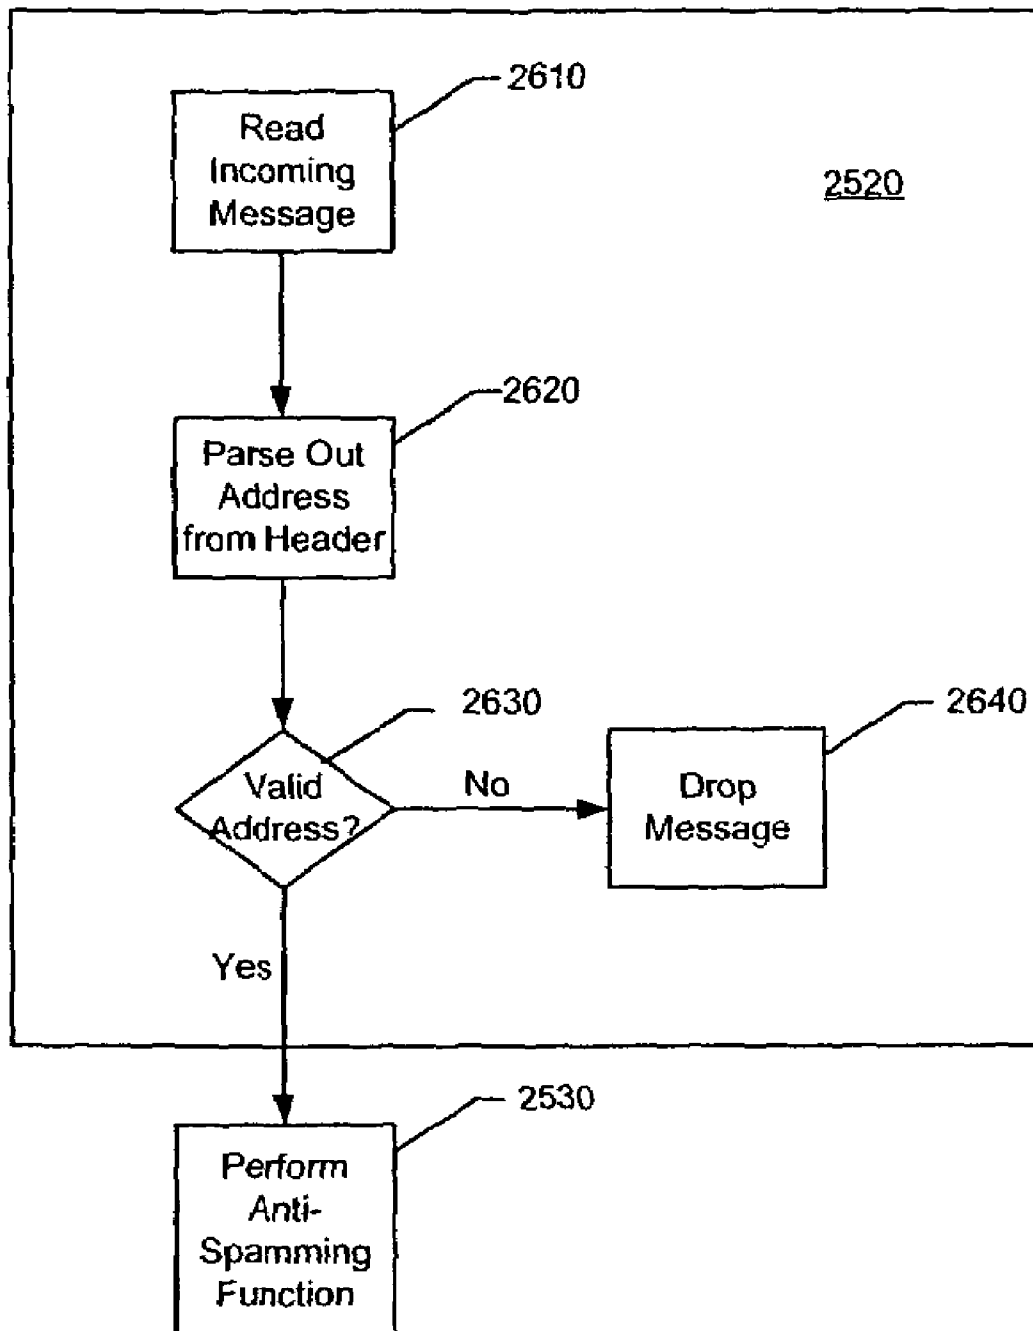 2610
Read
Incoming
Message
2520
2620
Parse Out
Address
from Header
2630
2640
Valid
Address?
No
Drop
Message
Yes
2530
Perform
Anti-
Spamming
Function